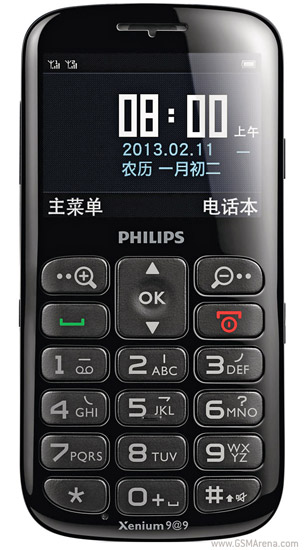 08:00 上午
2013.02.11 一
农历 一月初二
主菜单 电话本
PHILIPS
OK
1 2 ABC 3 DEF
4 GHI 5 JKL 6 MNO
7 PQRS 8 TUV 9 WXYZ
* 0+ #
Xenium 9@9
www.GSMArena.com